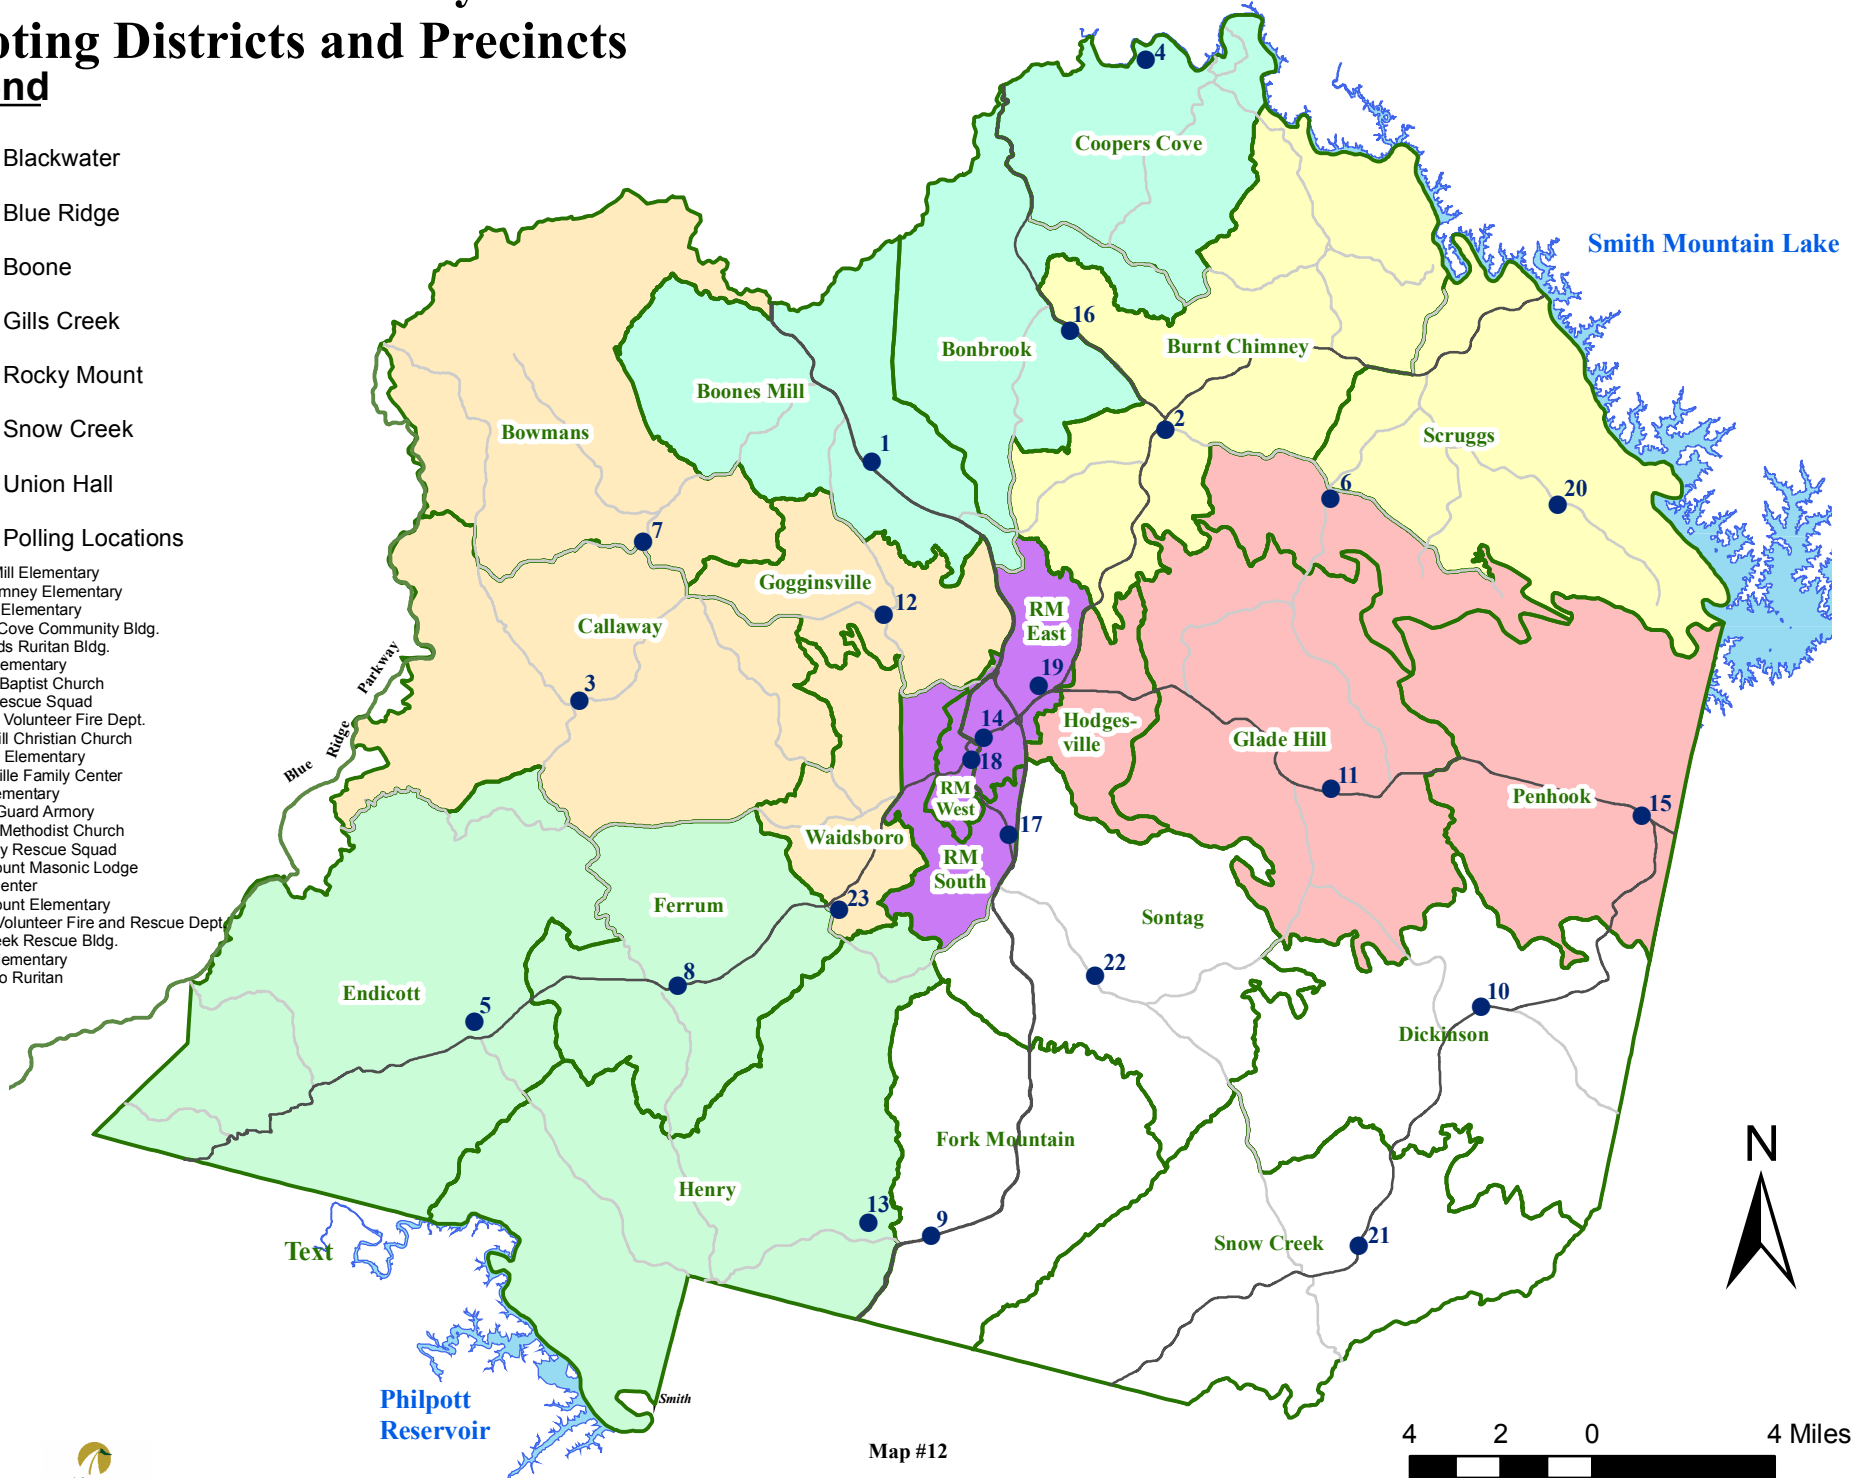 oting Districts and Precincts
nd
Blackwater
Blue Ridge
Boone
Gills Creek
Rocky Mount
Snow Creek
Union Hall
Polling Locations
Mill Elementary
mney Elementary
Elementary
Cove Community Bldg.
ds Ruritan Bldg.
lementary
Baptist Church
escue Squad
Volunteer Fire Dept.
ill Christian Church
Elementary
ille Family Center
ementary
Guard Armory
Methodist Church
y Rescue Squad
ount Masonic Lodge
enter
ount Elementary
Volunteer Fire and Rescue Dept.
eek Rescue Bldg.
lementary
o Ruritan
4
Coopers Cove
Smith Mountain Lake
16
Bonbrook
Burnt Chimney
Boones Mill
2
Bowmans
1
Scruggs
6
20
7
Gogginsville
12
RM
East
Callaway
Parkway
3
19
14
Hodges-
ville
Glade Hill
Ridge
Blue
18
11
RM
West
Penhook
15
17
Waidsboro
RM
South
23
Ferrum
Sontag
22
8
Endicott
5
10
Dickinson
Fork Mountain
Henry
13
9
Snow Creek
21
N
Text
Philpott
Reservoir
Smith
Map #12
4 2 0 4 Miles